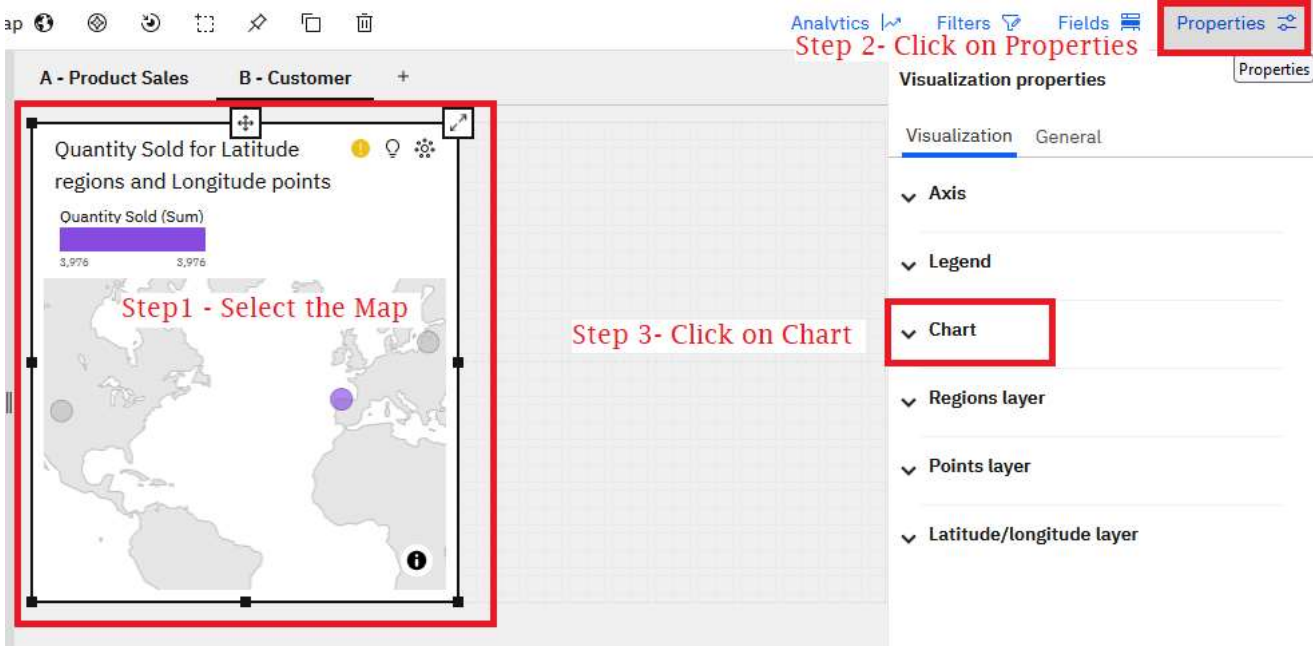 ap
Analytics Filters Fields Properties
Step 2- Click on Properties
Properties
A - Product Sales B - Customer +
Visualization properties
Visualization General
Quantity Sold for Latitude
regions and Longitude points
Quantity Sold (Sum)
3,976 3,976
Step1 - Select the Map
Step 3- Click on Chart
Axis
Legend
Chart
Regions layer
Points layer
Latitude/longitude layer